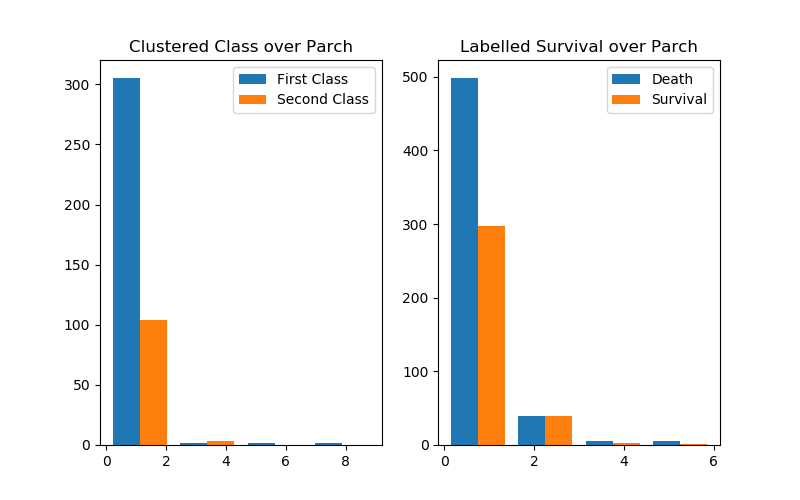 Clustered Class over Parch
First Class
Second Class
300
250
200
150
100
50
0
0 2 4 6 8
Labelled Survival over Parch
Death
Survival
500
400
300
200
100
0
0 2 4 6